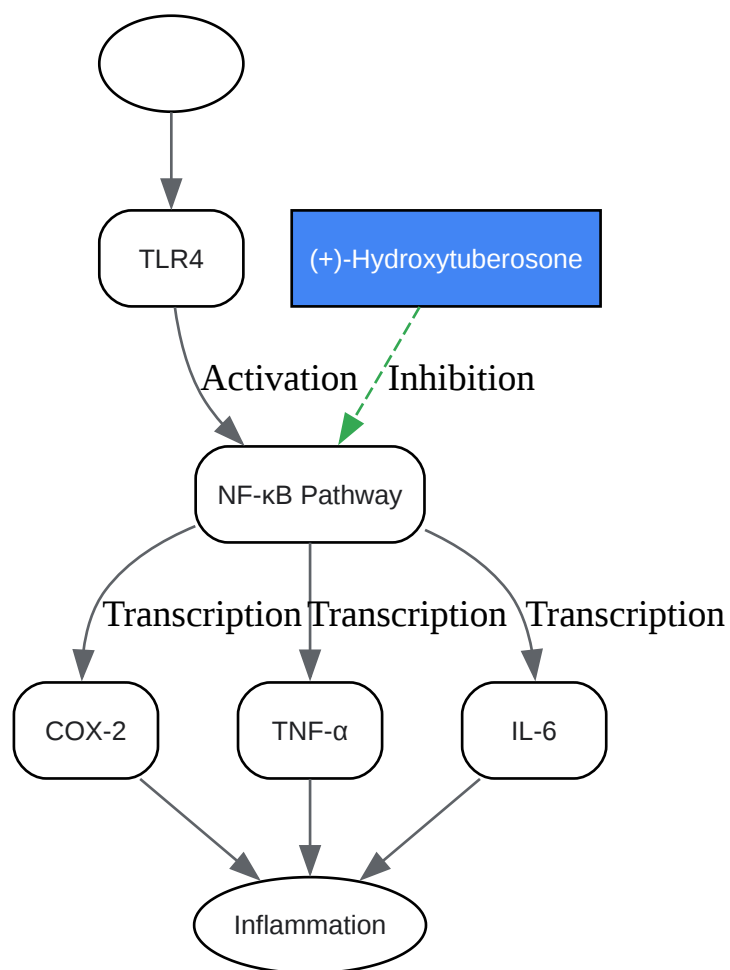 TLR4
(+)-Hydroxytuberosone
Activation
Inhibition
NF-κB Pathway
Transcription
Transcription
Transcription
COX-2
TNF-α
IL-6
Inflammation